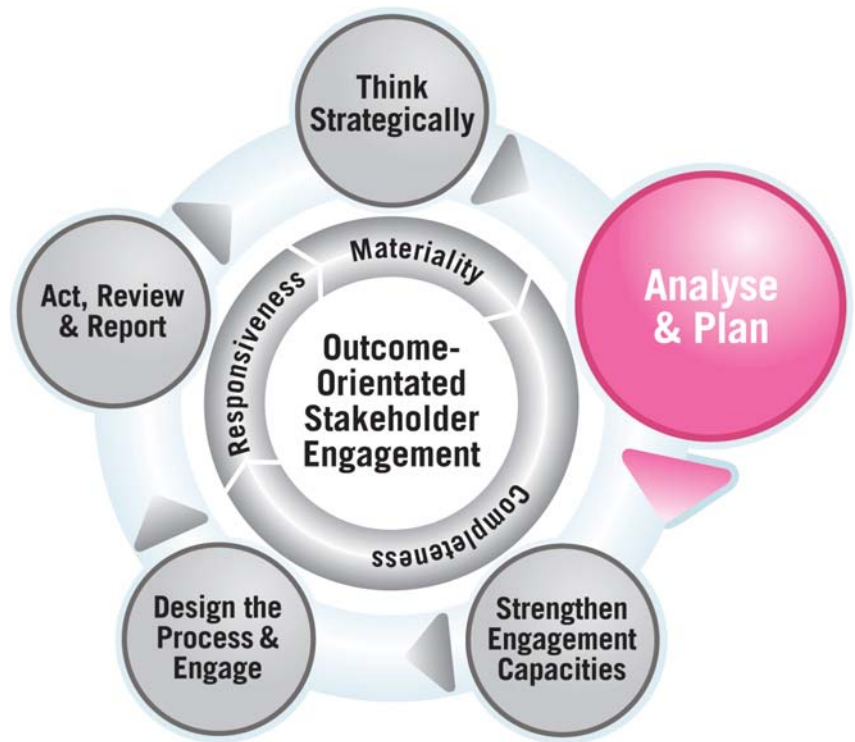 Think
Strategically
Analyse
& Plan
Strengthen
Engagement
Capacities
Design the
Process &
Engage
Act, Review
& Report
Materiality
Completeness
Responsiveness
Outcome-
Orientated
Stakeholder
Engagement